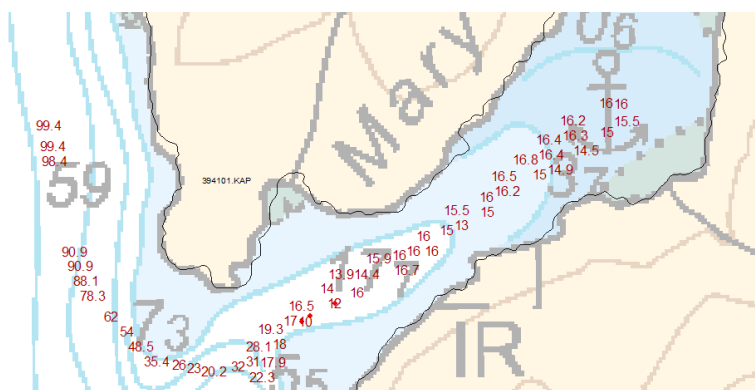 0₆
Mary
16 16
16.2 15.5
99.4 16.4 16.3 15
99.4 16.4 14.5
98.4 16.8 15 14.9
59 394101.KAP 16.5 3₇
16 16.2
15.5 15
15 13
16 16
90.9 15.9 16 16
90.9 13.9 14.4 16.7
88.1 14 16 17₇
78.3 12
62 16.5
54 7₃ 17 10
48.5 19.3
35.4 28.1 18
26 23 20.2 32 31 17.9
22.3
IR